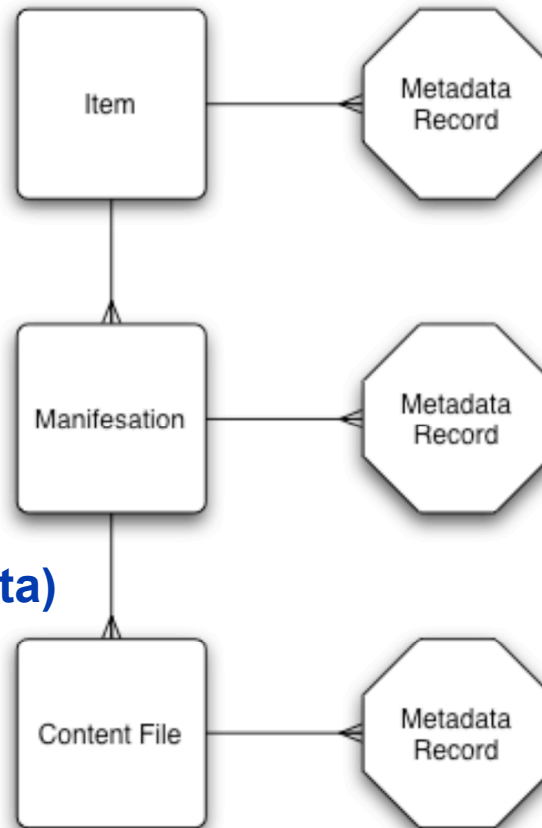 Item
Metadata
Record
Manifesation
Metadata
Record
ta)
Content File
Metadata
Record